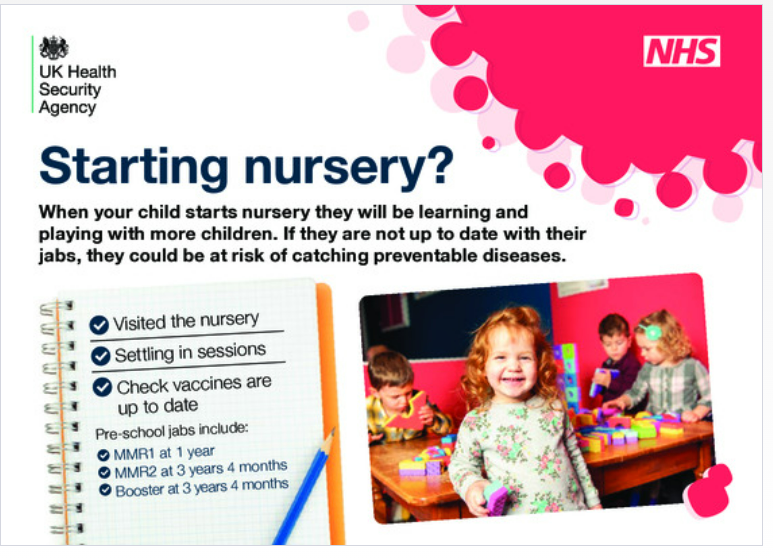 UK Health
Security
Agency
NHS
Starting nursery?
When your child starts nursery they will be learning and
playing with more children. If they are not up to date with their
jabs, they could be at risk of catching preventable diseases.
Visited the nursery
Settling in sessions
Check vaccines are
up to date
Pre-school jabs include:
MMR1 at 1 year
MMR2 at 3 years 4 months
Booster at 3 years 4 months